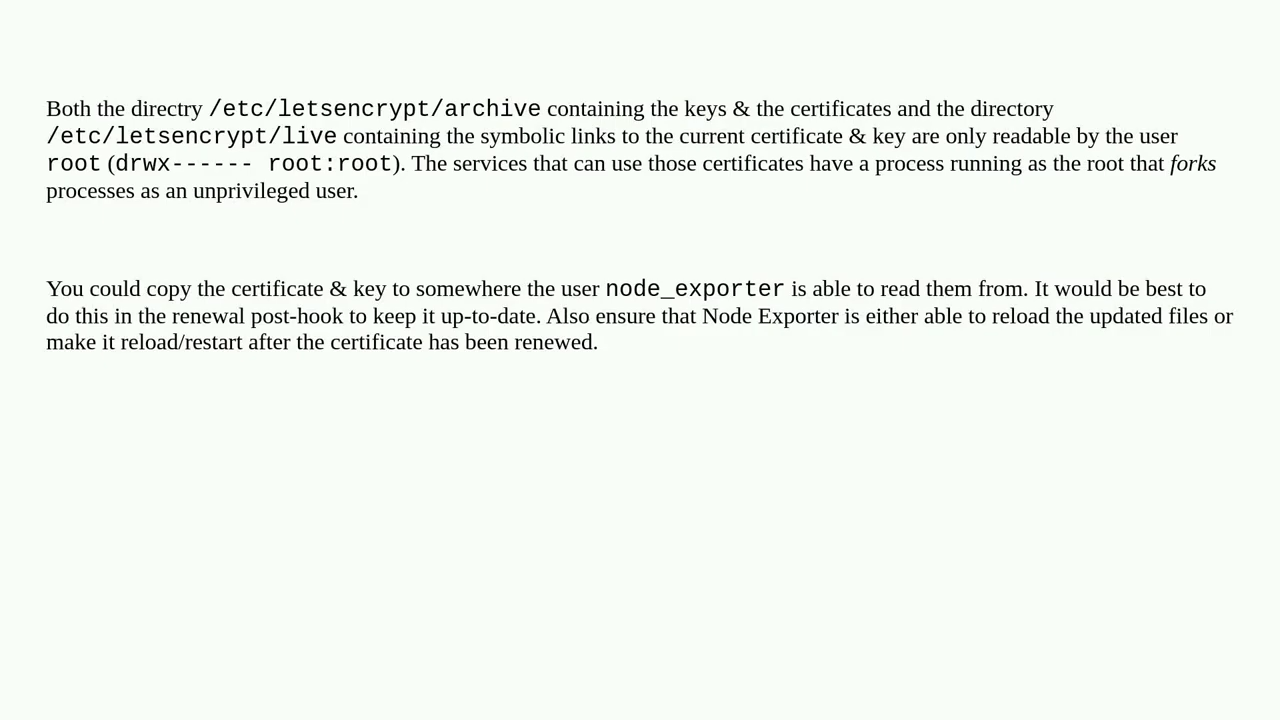 Both the directry /etc/letsencrypt/archive containing the keys & the certificates and the directory
/etc/letsencrypt/live containing the symbolic links to the current certificate & key are only readable by the user
root (drwx------ root:root). The services that can use those certificates have a process running as the root that forks
processes as an unprivileged user.
You could copy the certificate & key to somewhere the user node_exporter is able to read them from. It would be best to
do this in the renewal post-hook to keep it up-to-date. Also ensure that Node Exporter is either able to reload the updated files or
make it reload/restart after the certificate has been renewed.